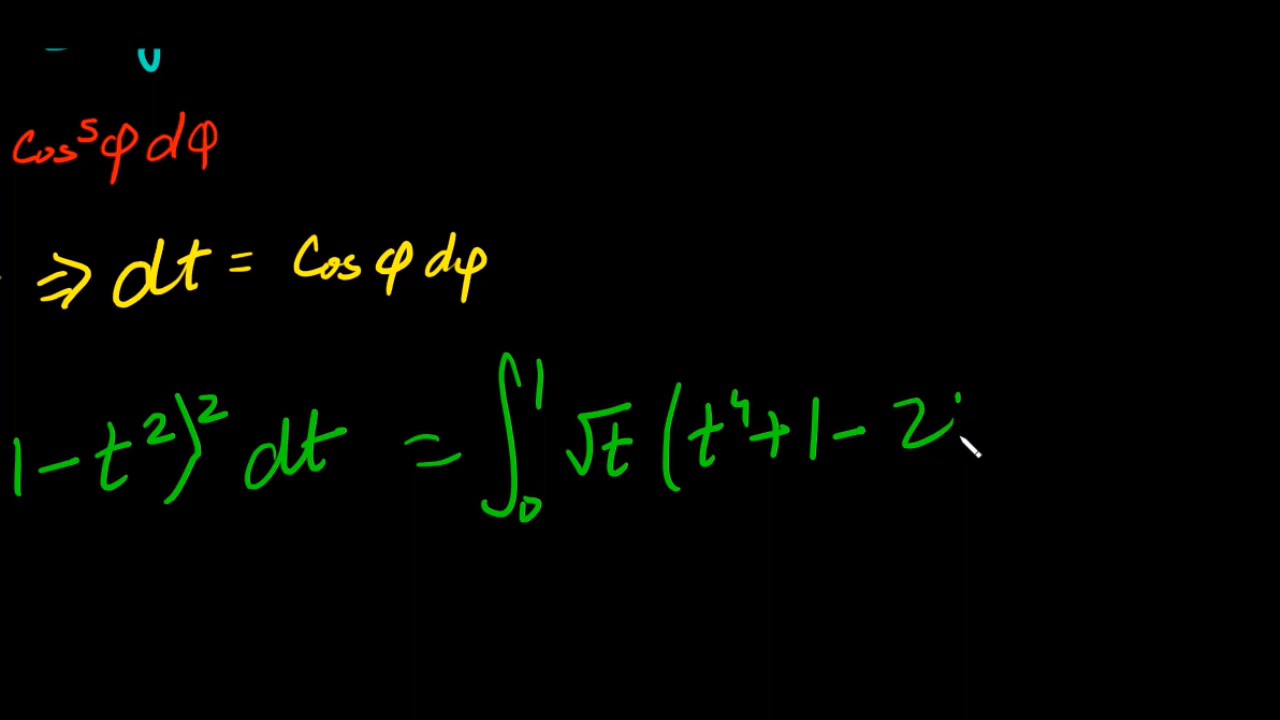 cos⁵φ dφ
⇒ dt = Cos φ dφ
1-t²)² dt = ∫₀¹ √t (t⁴+1-2